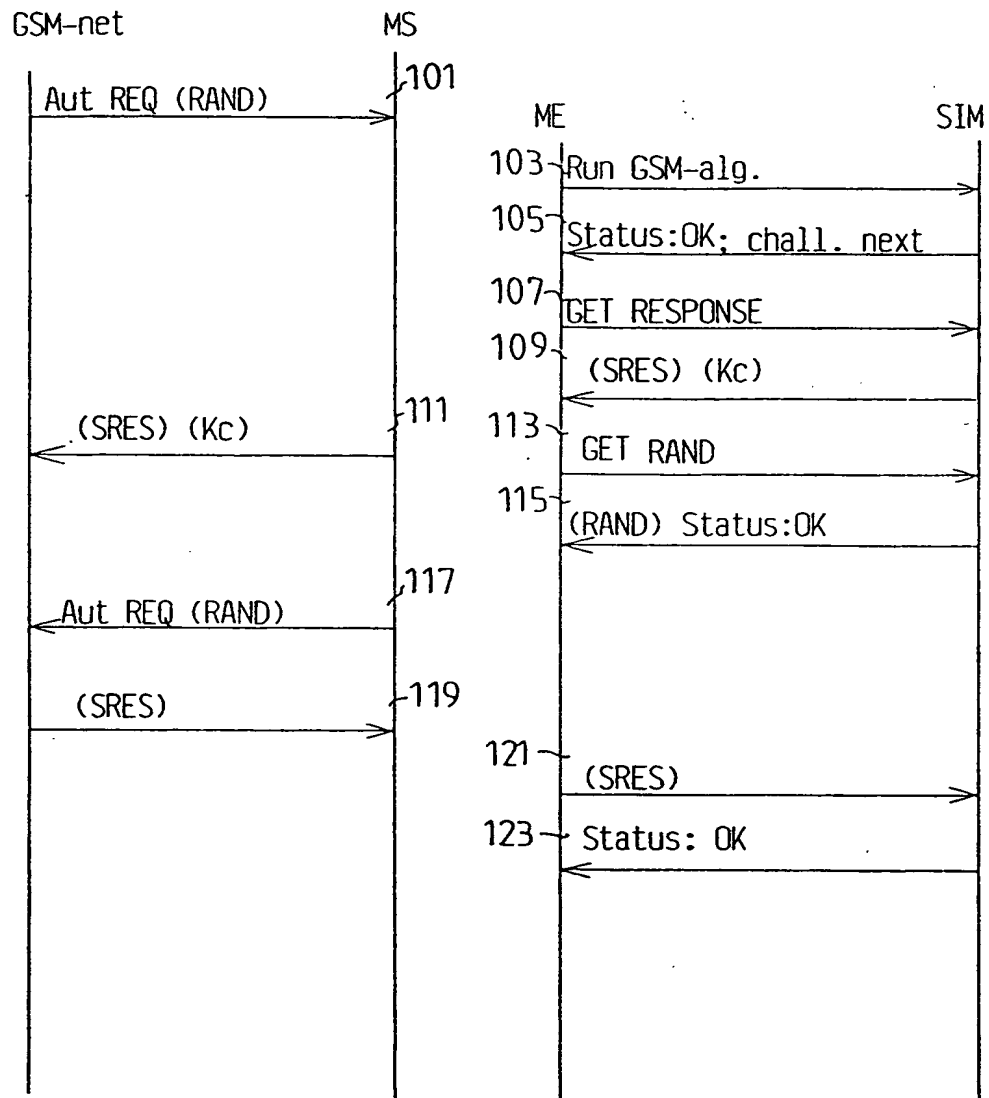 GSM-net
MS
101
Aut REQ (RAND)
ME
SIM
103
Run GSM-alg.
105
Status:OK; chall. next
107
GET RESPONSE
109
(SRES) (Kc)
111
(SRES) (Kc)
113
GET RAND
115
(RAND) Status:OK
117
Aut REQ (RAND)
119
(SRES)
121
(SRES)
123
Status: OK